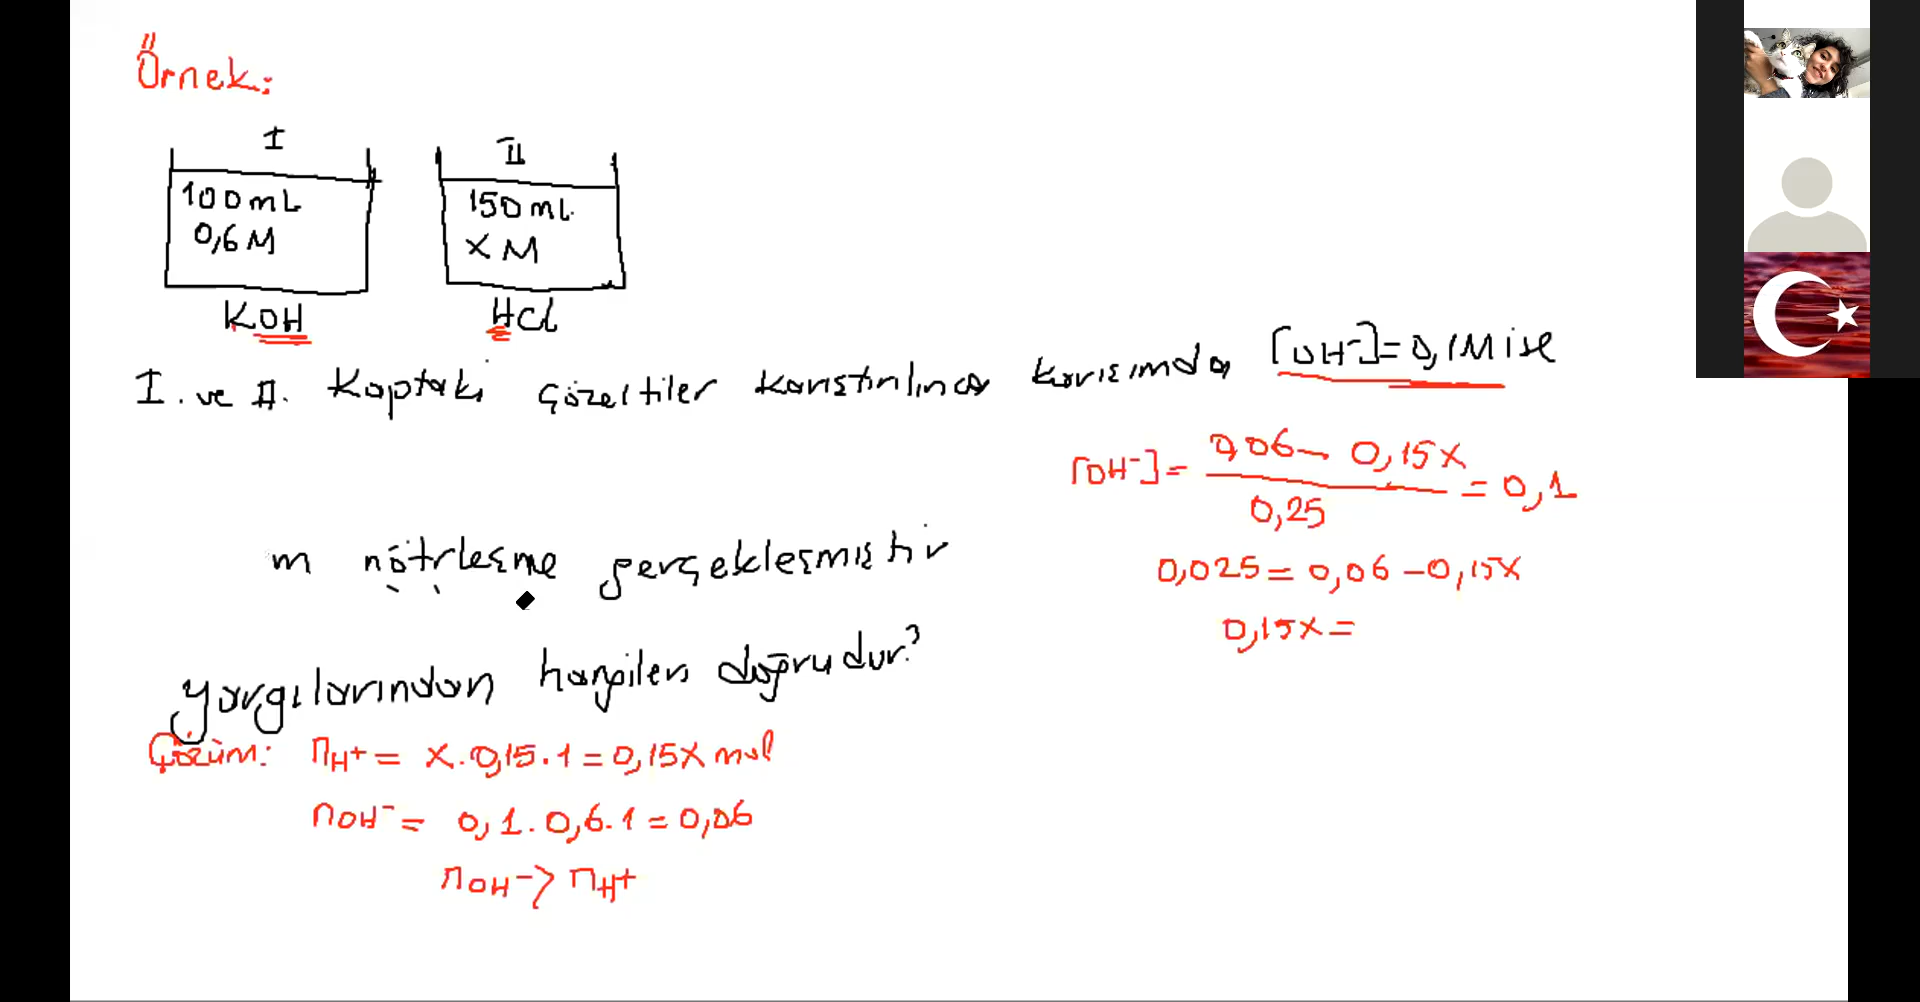 Örnek:
I
II
100 mL
0,6 M
150 mL
X M
KOH
HCl
I. ve II. Kaptaki çözeltiler karıştırılınca karışımda [OH⁻]=0,1M ise
[OH⁻] = 0,06 - 0,15X / 0,25 = 0,1
m nötrleşme gerçekleşmiştir
0,025 = 0,06 - 0,15X
0,15X =
yargılarından hangileri doğrudur?
Çözüm: nH+ = X.0,15.1 = 0,15X mol
nOH⁻ = 0,1.0,6.1 = 0,06
nOH⁻ > nH+